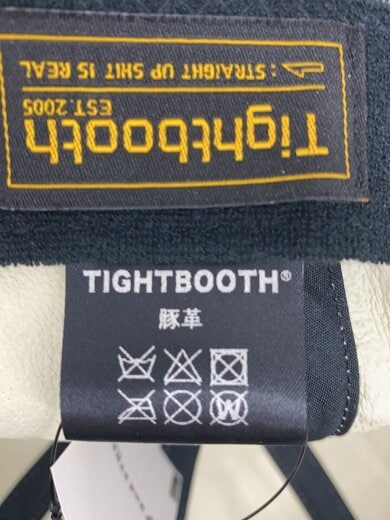 Tightbooth
EST.2005
: STRAIGHT UP SHIT IS REAL
TIGHTBOOTH®
豚革
W